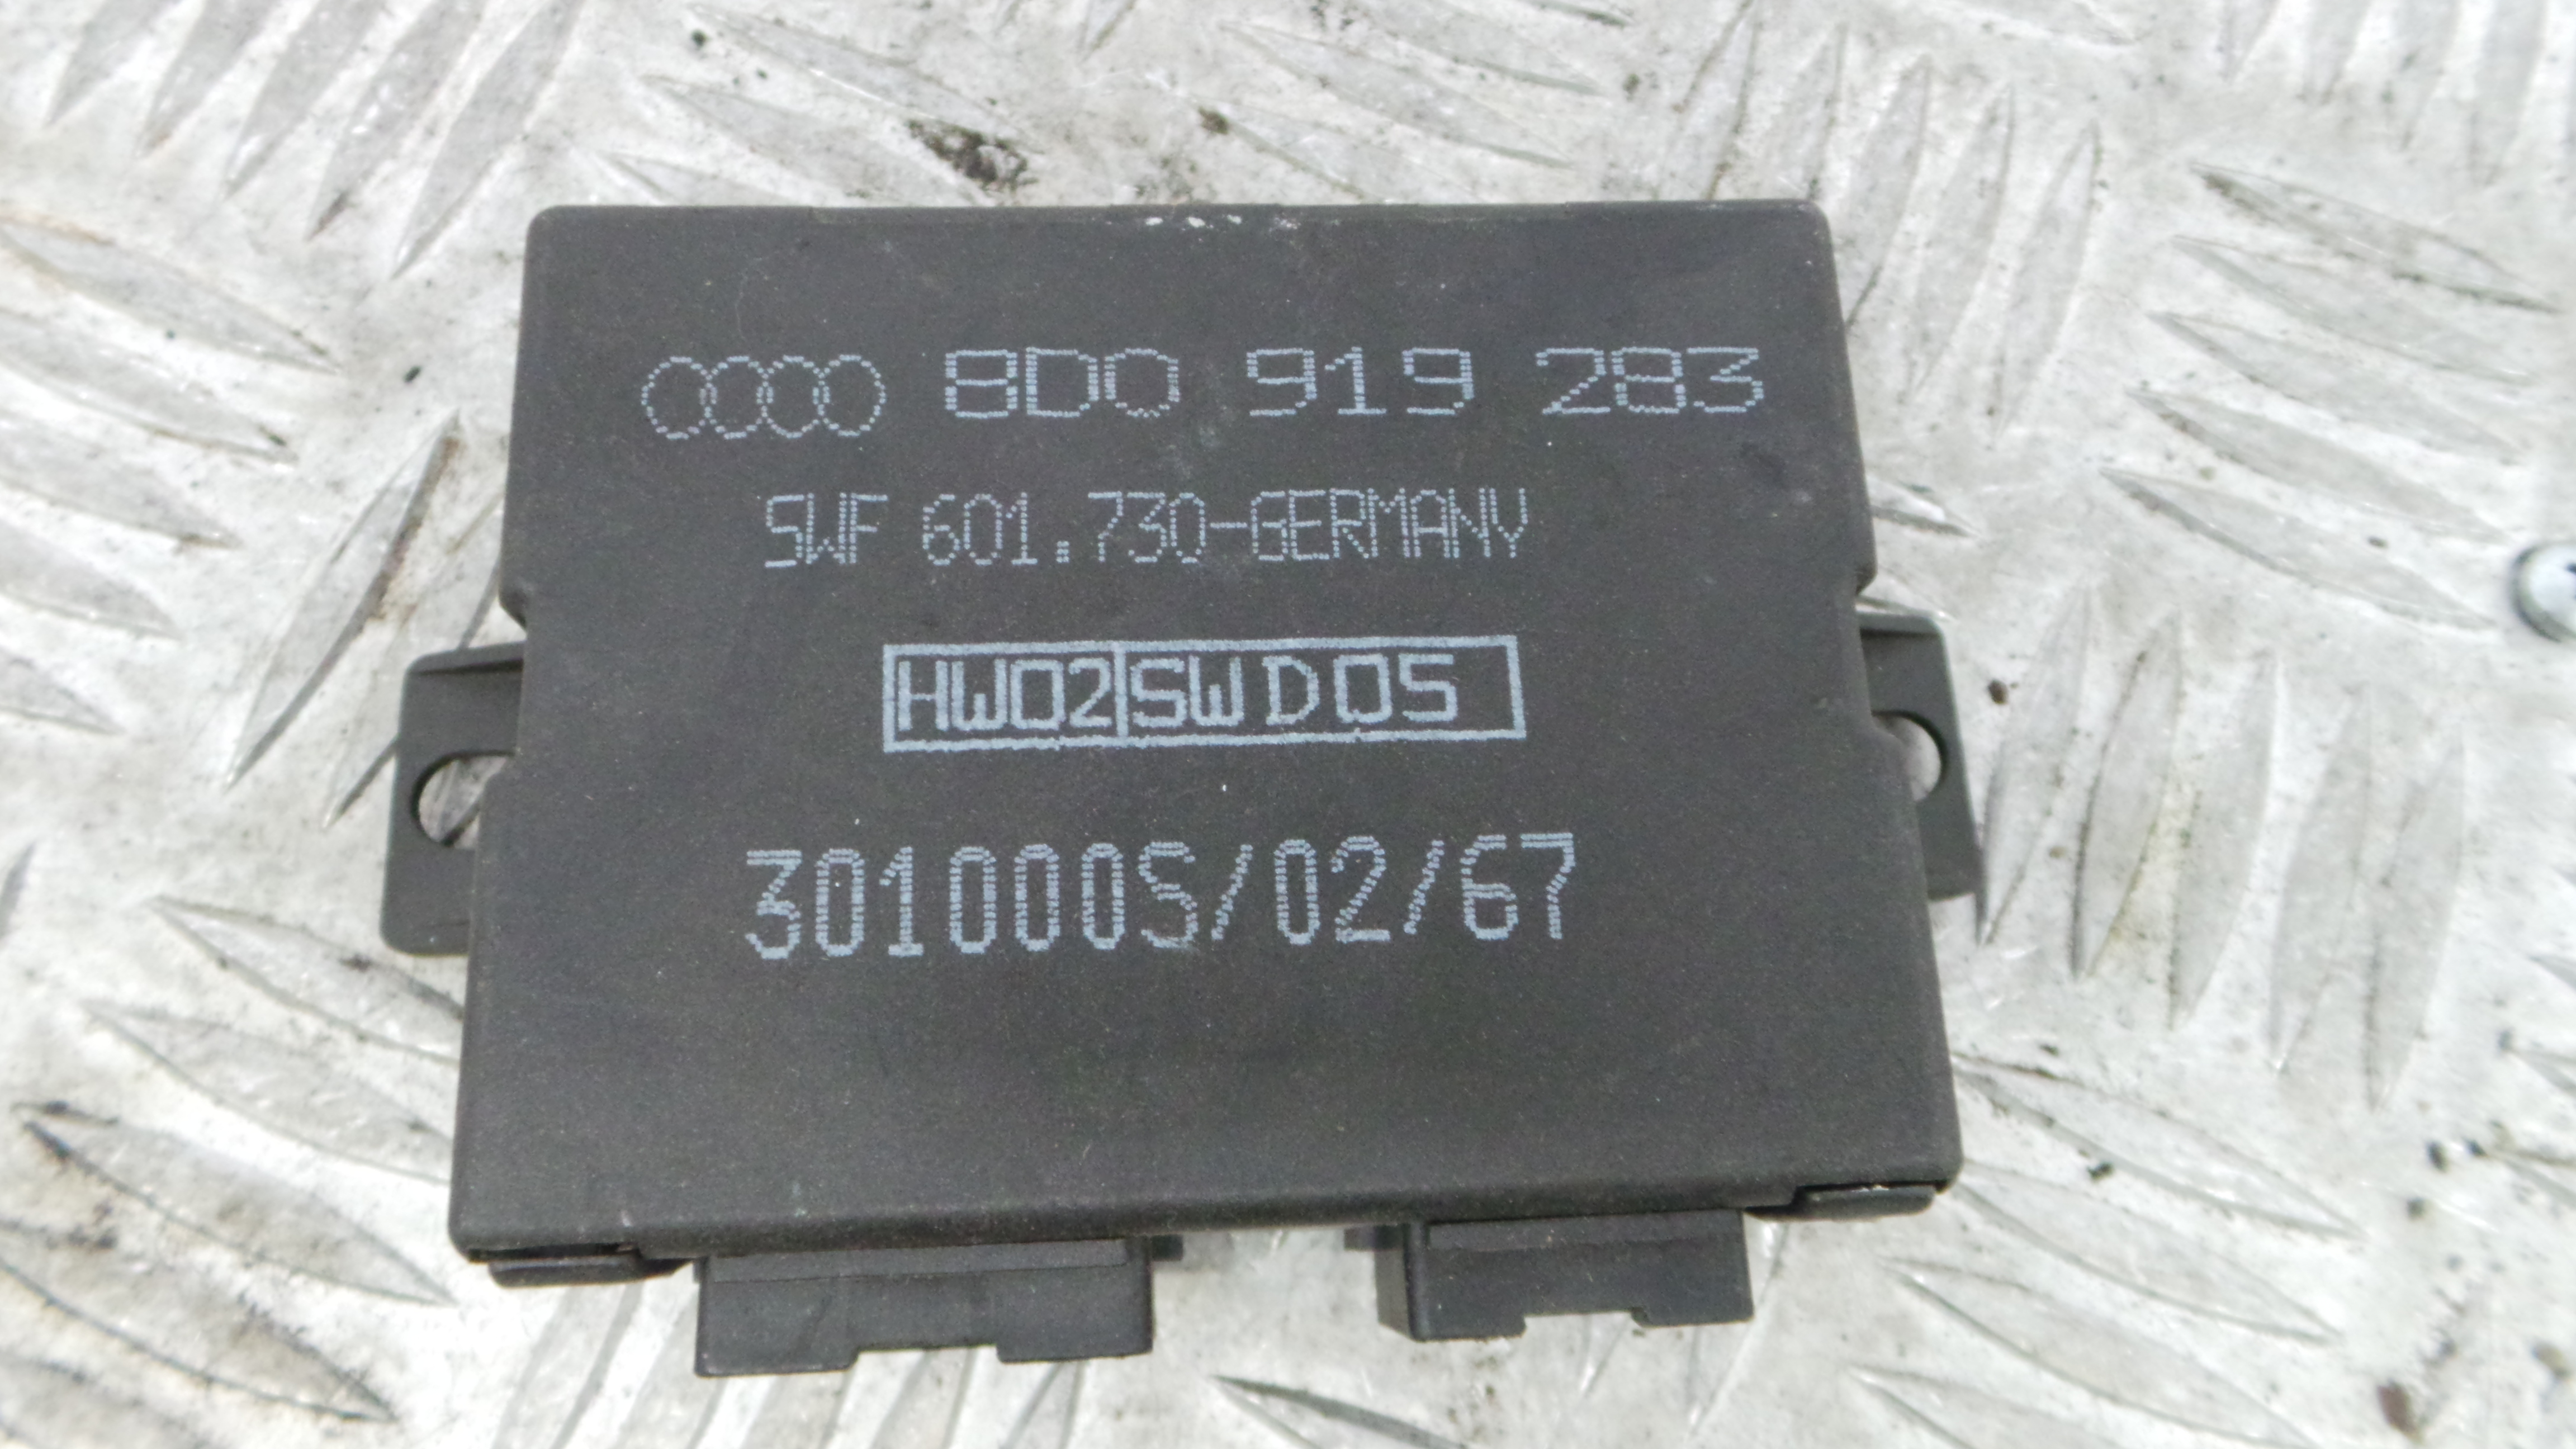 8D0 919 283
SWF 601.730-GERMANY
HW02 SW D05
301000S/02/67